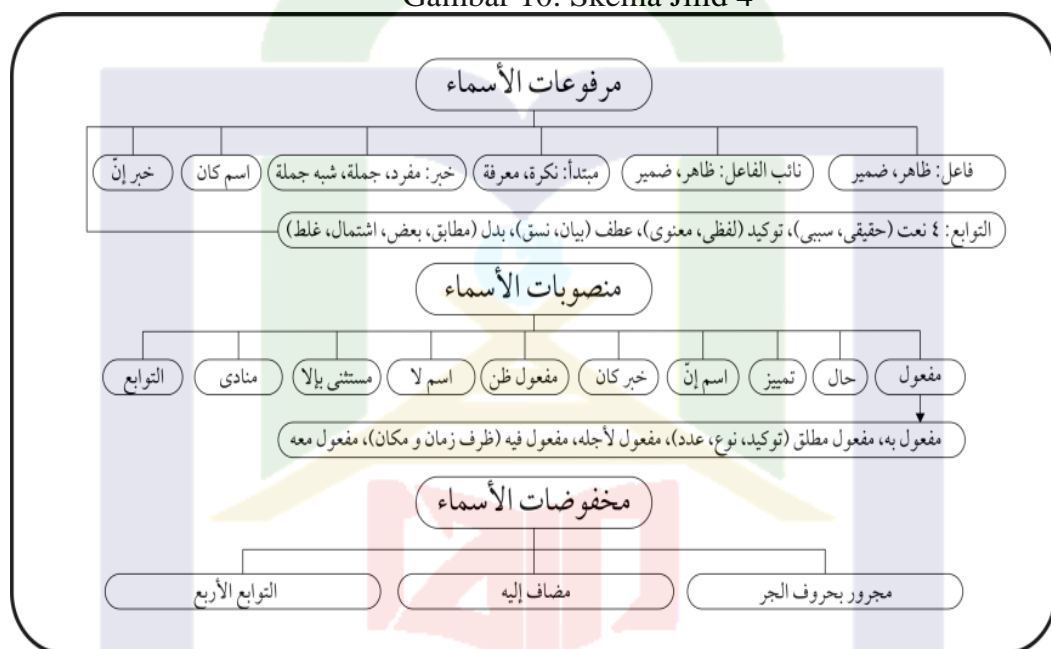 Gambar 10. Skema Jilid 4
مرفوعات الأسماء
فاعل: ظاهر، ضمير
نائب الفاعل: ظاهر، ضمير
مبتدأ: نكرة، معرفة
خبر: مفرد، جملة، شبه جملة
اسم كان
خبر إنّ
التوابع: ٤ نعت (حقيقى، سببى)، توكيد (لفظى، معنوى)، عطف (بيان، نسق)، بدل (مطابق، بعض، اشتمال، غلط)
منصوبات الأسماء
مفعول
حال
تمييز
اسم إنّ
خبر كان
مفعول ظن
اسم لا
مستثنى بإلا
منادى
التوابع
مفعول به، مفعول مطلق (توكيد، نوع، عدد)، مفعول لأجله، مفعول فيه (ظرف زمان و مكان)، مفعول معه
مخفوضات الأسماء
مجرور بحروف الجر
مضاف إليه
التوابع الأربع